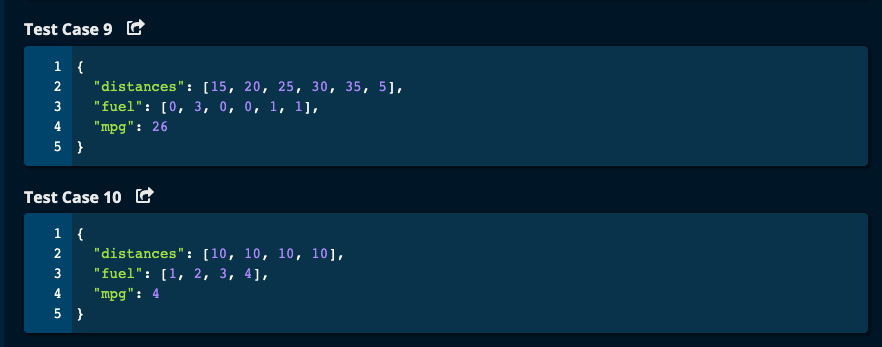 Test Case 9
1 {
2 "distances": [15, 20, 25, 30, 35, 5],
3 "fuel": [0, 3, 0, 0, 1, 1],
4 "mpg": 26
5 }
Test Case 10
1 {
2 "distances": [10, 10, 10, 10],
3 "fuel": [1, 2, 3, 4],
4 "mpg": 4
5 }